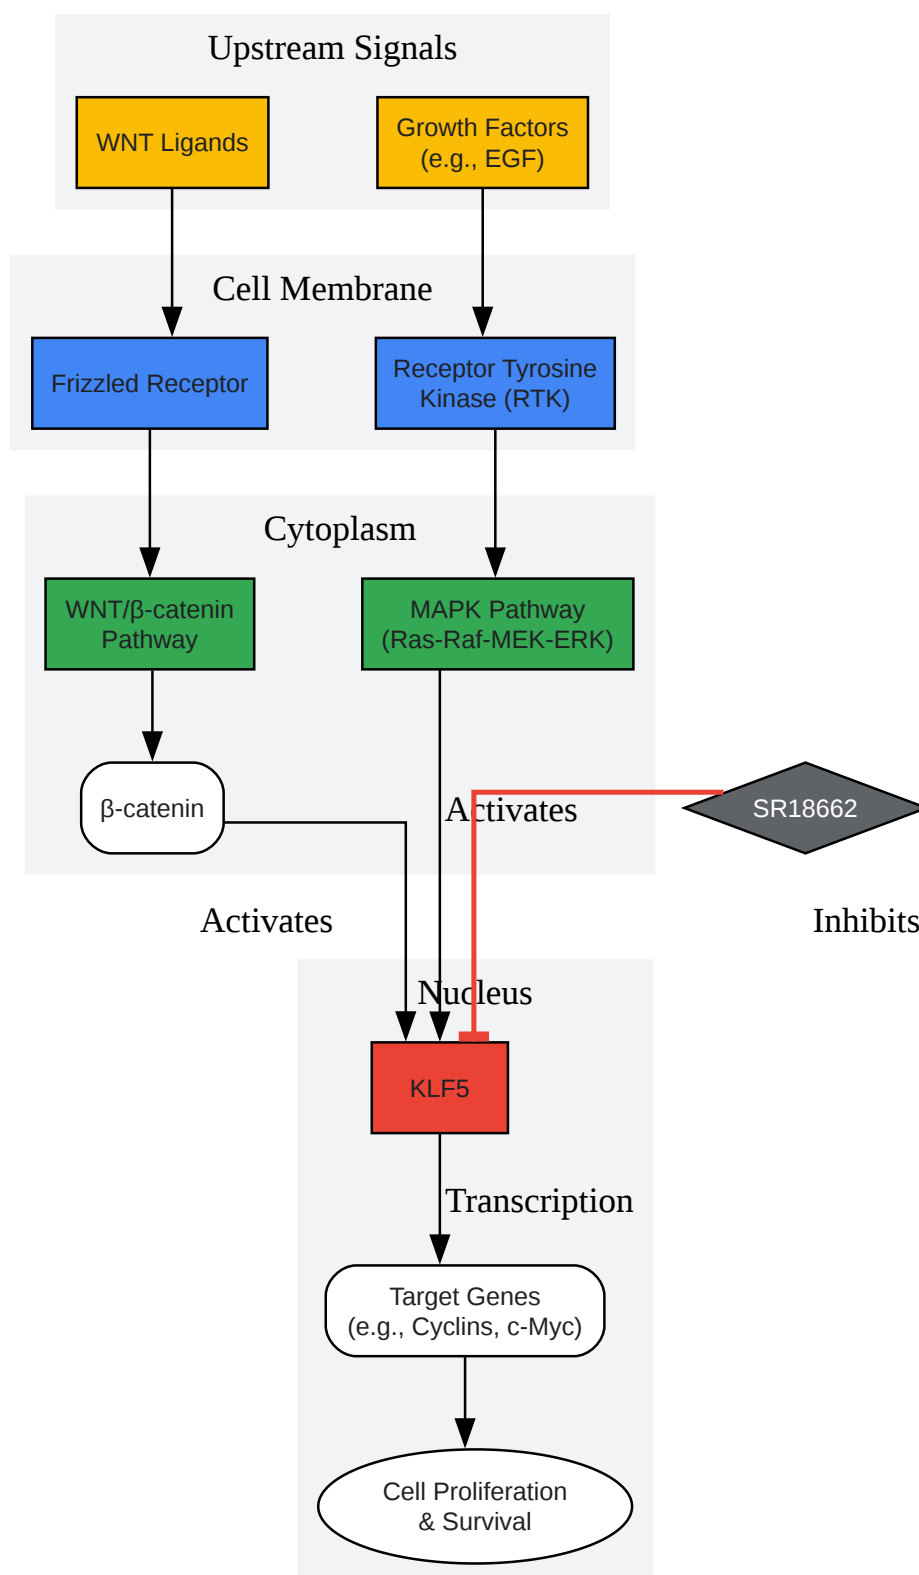 Upstream Signals
WNT Ligands
Growth Factors
(e.g., EGF)
Cell Membrane
Frizzled Receptor
Receptor Tyrosine
Kinase (RTK)
Cytoplasm
WNT/β-catenin
Pathway
MAPK Pathway
(Ras-Raf-MEK-ERK)
β-catenin
Activates
SR18662
Activates
Inhibits
Nucleus
KLF5
Transcription
Target Genes
(e.g., Cyclins, c-Myc)
Cell Proliferation
& Survival